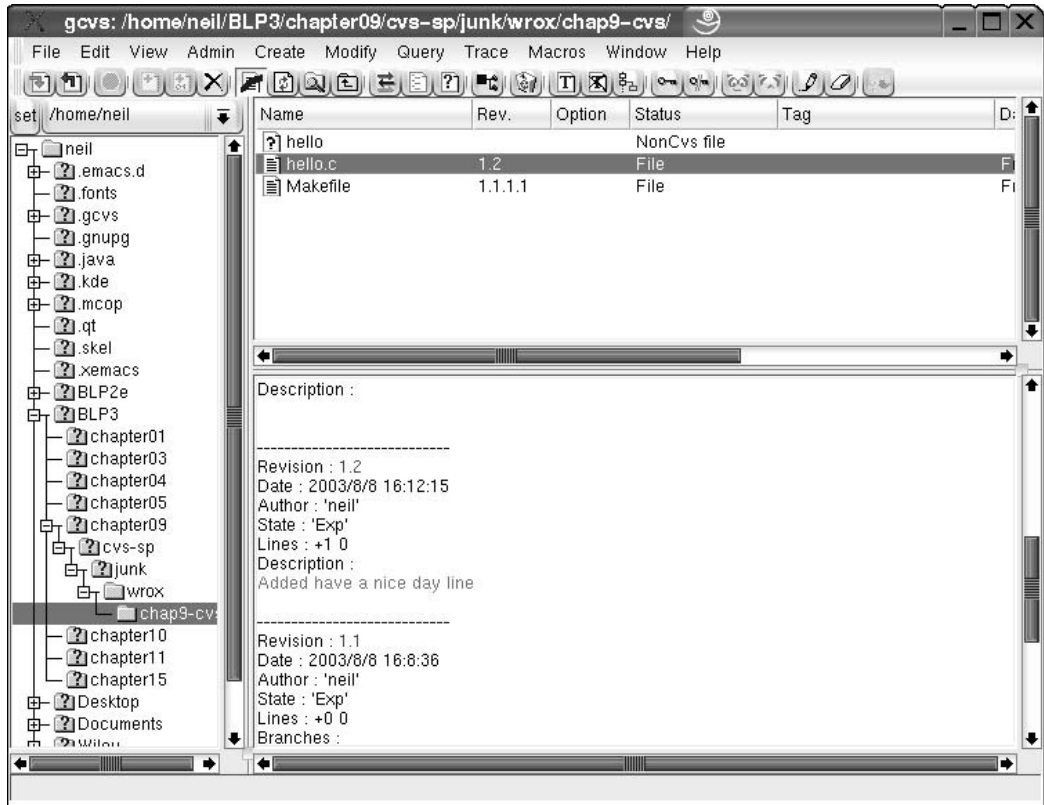 gcvs: /home/neil/BLP3/chapter09/cvs-sp/junk/wrox/chap9-cvs/
File Edit View Admin Create Modify Query Trace Macros Window Help
set /home/neil
neil
.emacs.d
.fonts
.gcvs
.gnupg
.java
.kde
.mcop
.qt
.skel
.xemacs
BLP2e
BLP3
chapter01
chapter03
chapter04
chapter05
chapter09
cvs-sp
junk
wrox
chap9-cvs
chapter10
chapter11
chapter15
Desktop
Documents
Name Rev. Option Status Tag
hello NonCvs file
hello.c 1.2 File
Makefile 1.1.1.1 File
Description :
----------------------------
Revision : 1.2
Date : 2003/8/8 16:12:15
Author : 'neil'
State : 'Exp'
Lines : +1 0
Description :
Added have a nice day line
----------------------------
Revision : 1.1
Date : 2003/8/8 16:8:36
Author : 'neil'
State : 'Exp'
Lines : +0 0
Branches :